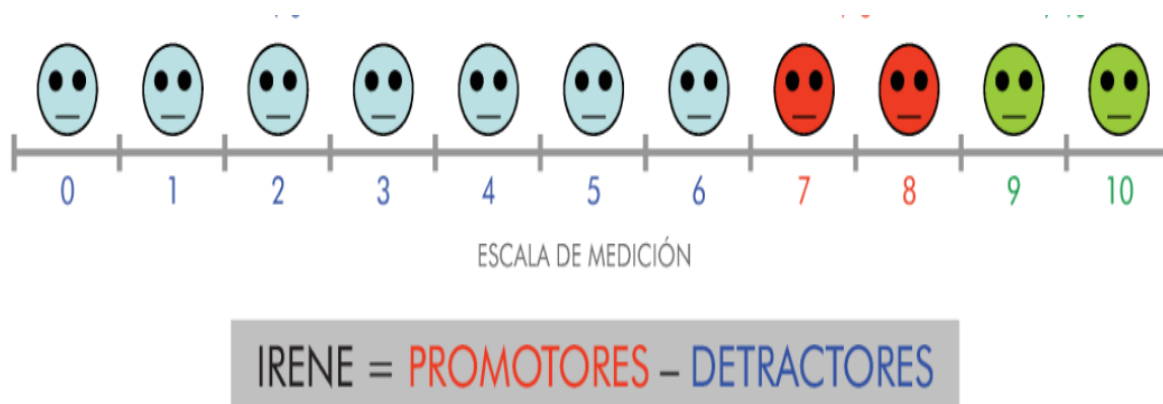 0 1 2 3 4 5 6 7 8 9 10
ESCALA DE MEDICIÓN
IRENE = PROMOTORES – DETRACTORES